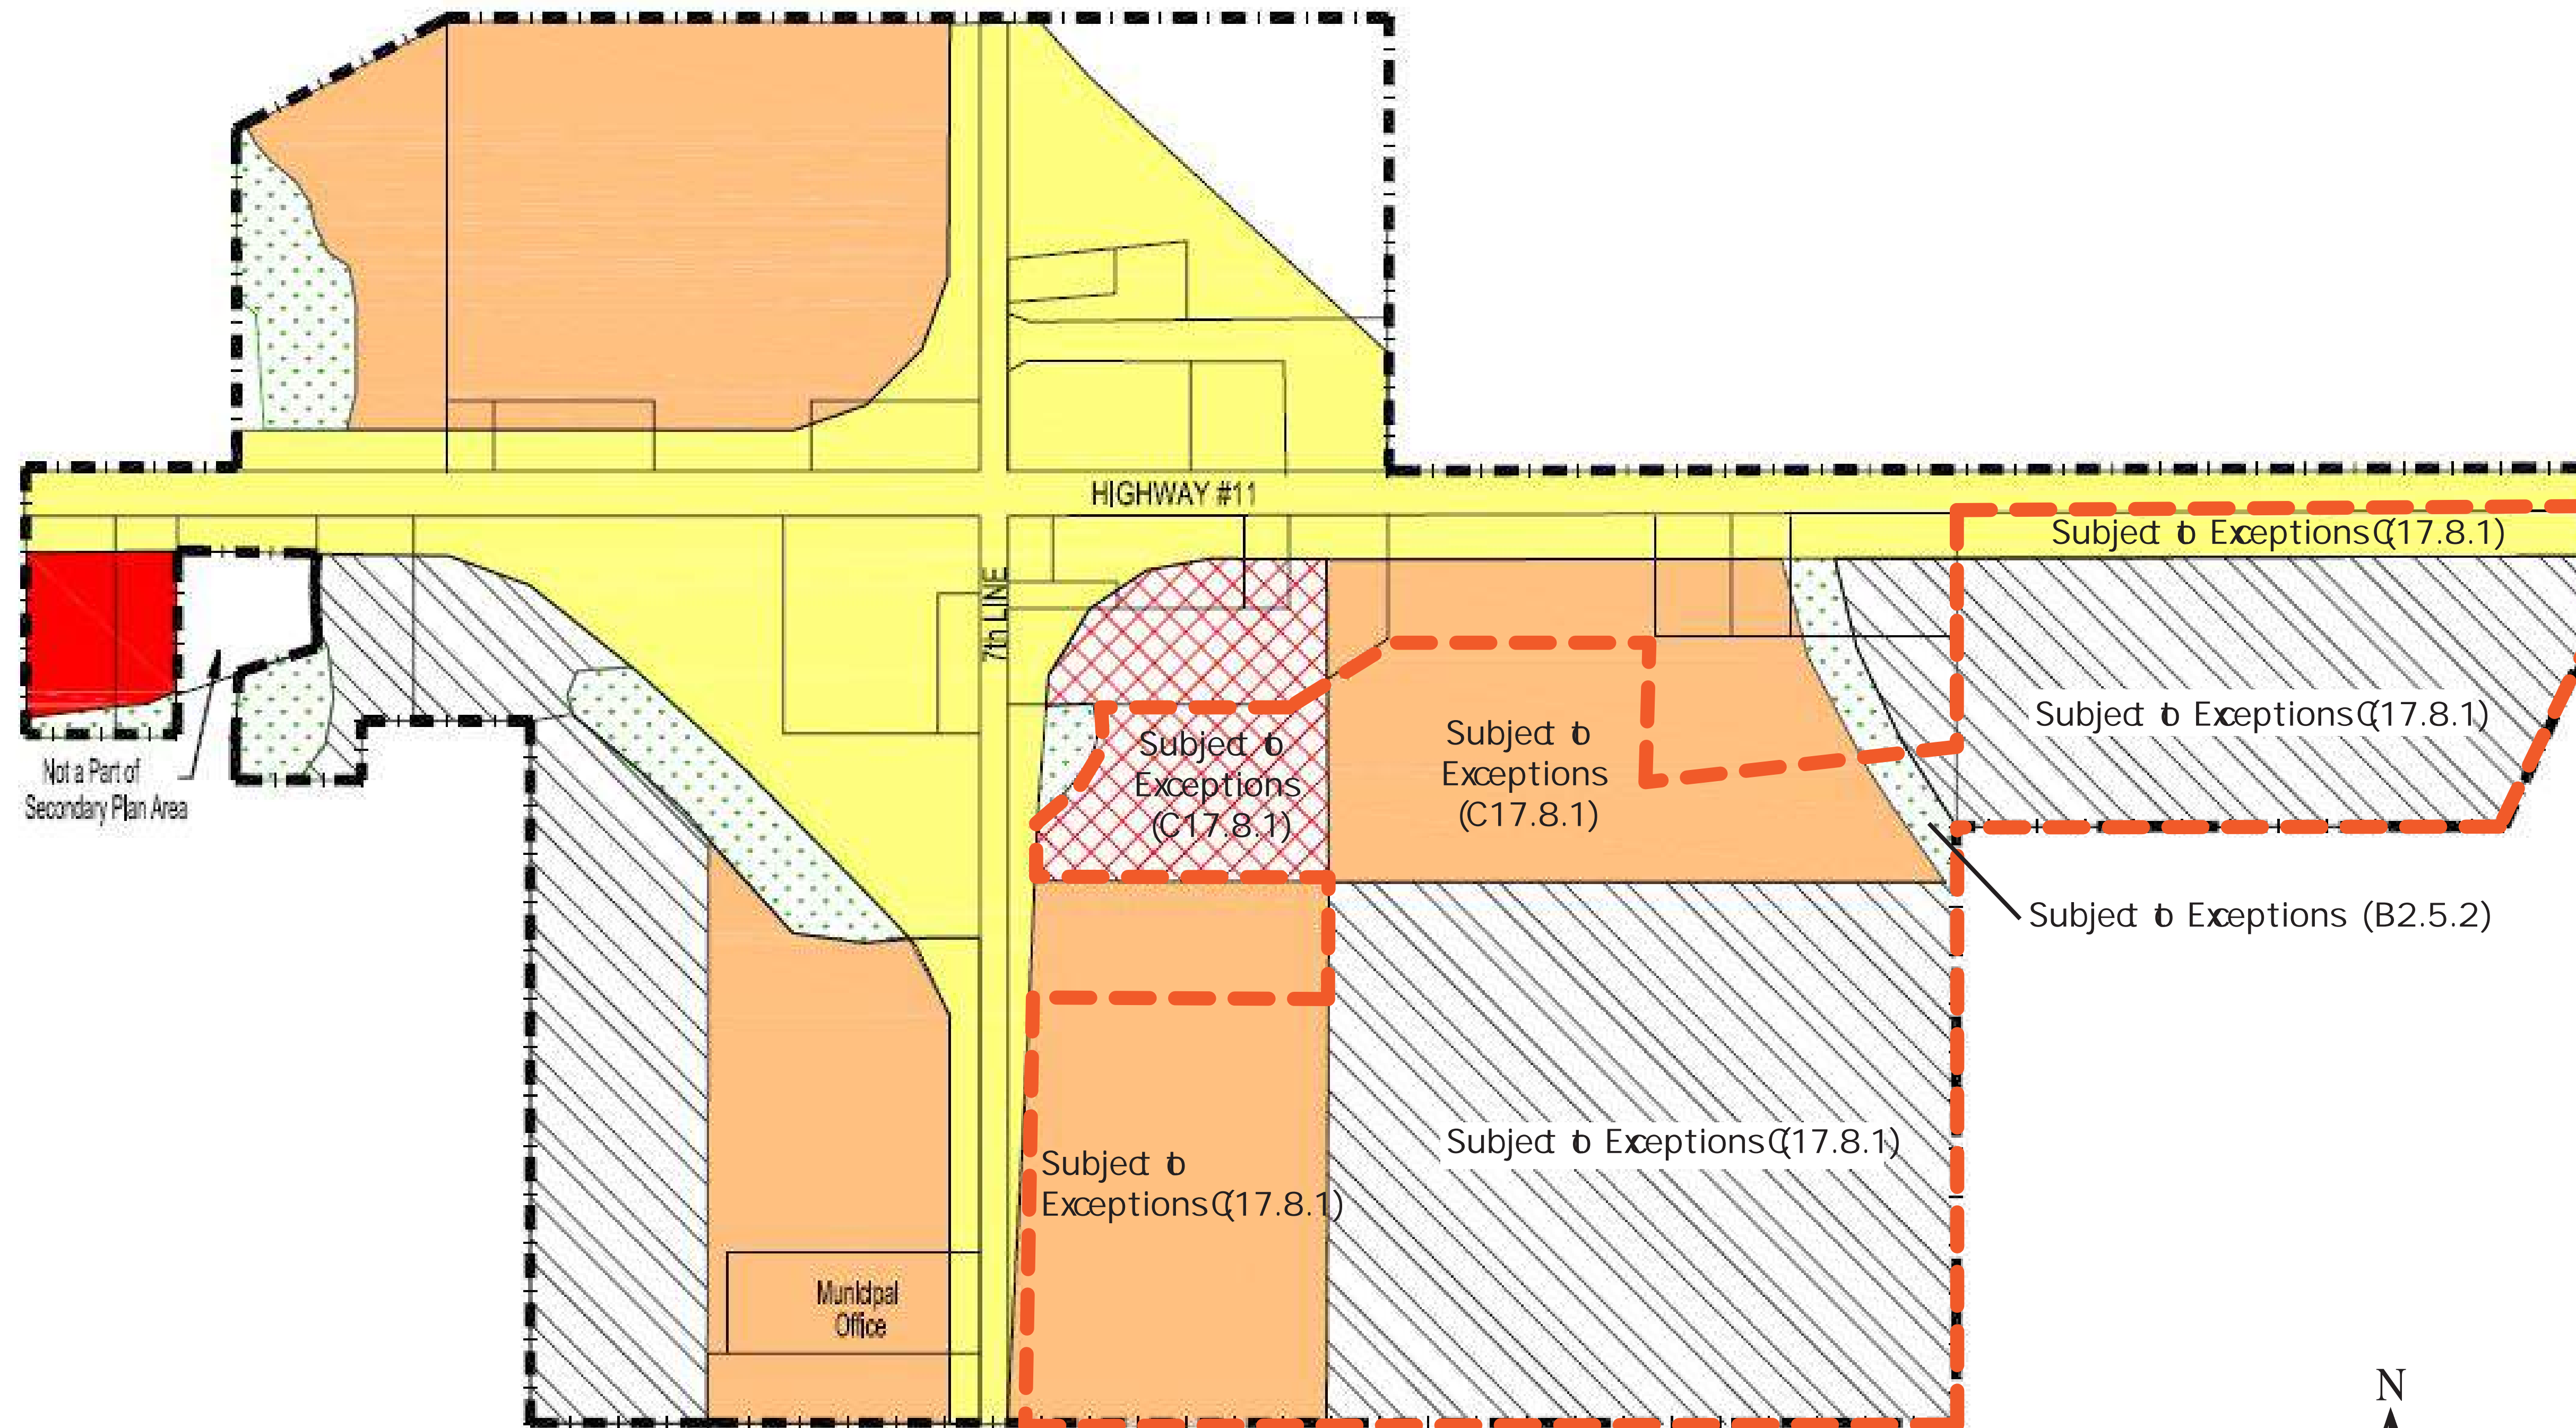 HIGHWAY #11
7th LINE
Subject to Exceptions C(17.8.1)
Subject to Exceptions C(17.8.1)
Not a Part of
Secondary Plan Area
Subject to
Exceptions
(C17.8.1)
Subject to
Exceptions
(C17.8.1)
Subject to Exceptions (B2.5.2)
Subject to Exceptions C(17.8.1)
Subject to
Exceptions C(17.8.1)
Municipal
Office
N